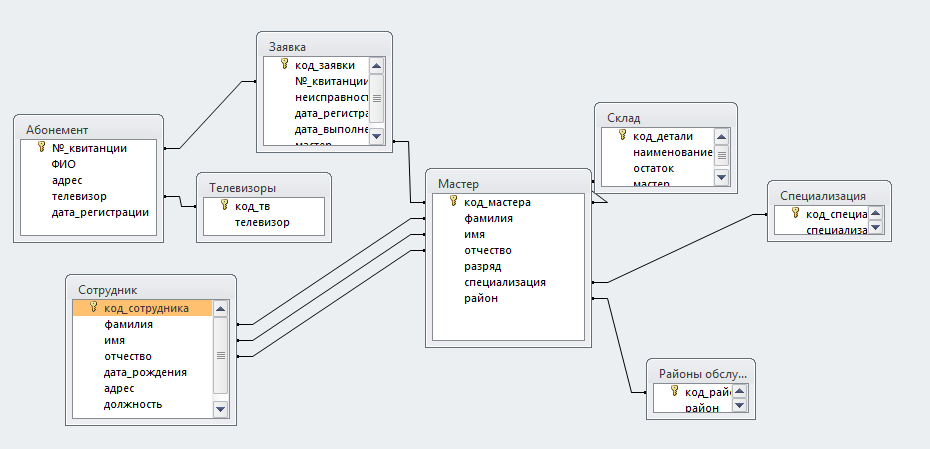 Заявка
код_заявки
№_квитанции
неисправност
дата_регистра
дата_выполне
мастер
Абонемент
№_квитанции
ФИО
адрес
телевизор
дата_регистрации
Телевизоры
код_тв
телевизор
Сотрудник
код_сотрудника
фамилия
имя
отчество
дата_рождения
адрес
должность
Мастер
код_мастера
фамилия
имя
отчество
разряд
специализация
район
Склад
код_детали
наименование
остаток
мастер
Специализация
код_специа
специализа
Районы обслу...
код_рай
район